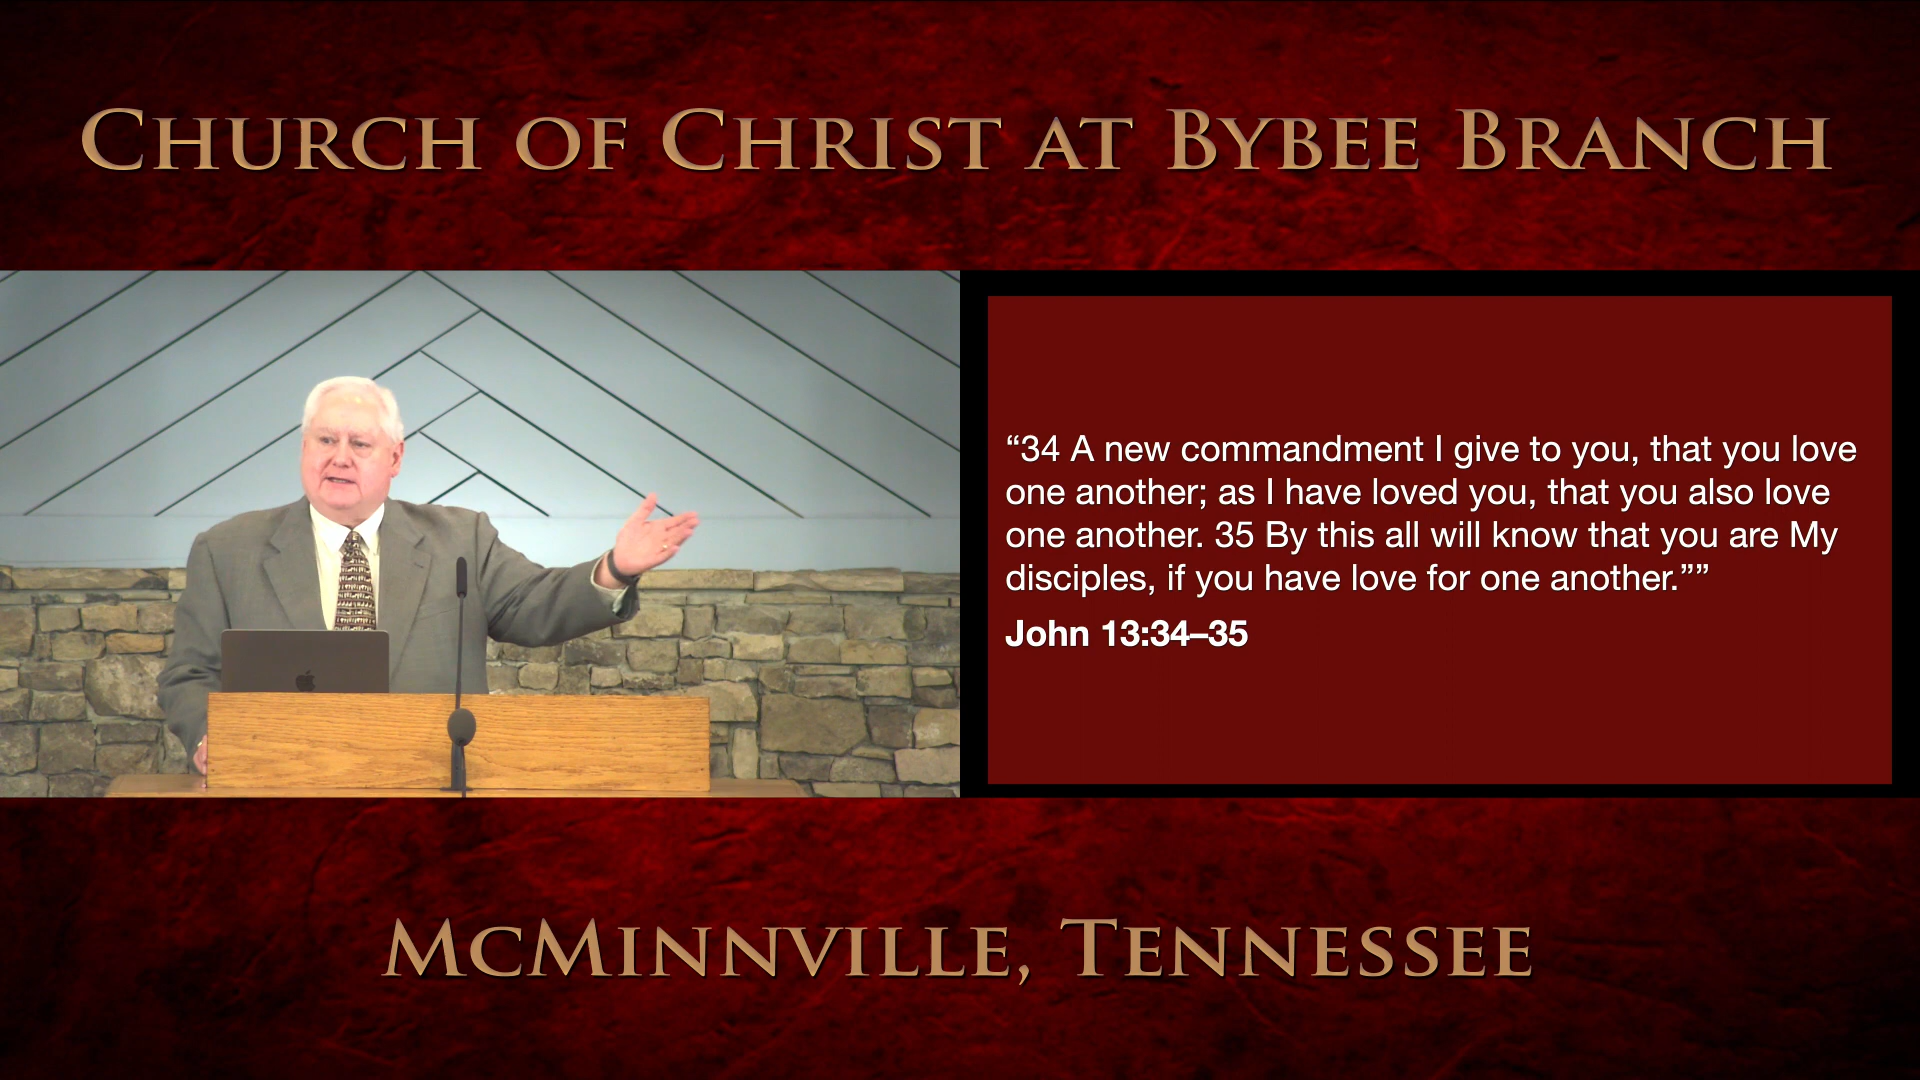 CHURCH OF CHRIST AT BYBEE BRANCH
“34 A new commandment I give to you, that you love
one another; as I have loved you, that you also love
one another. 35 By this all will know that you are My
disciples, if you have love for one another.””
John 13:34–35
MCMINNVILLE, TENNESSEE